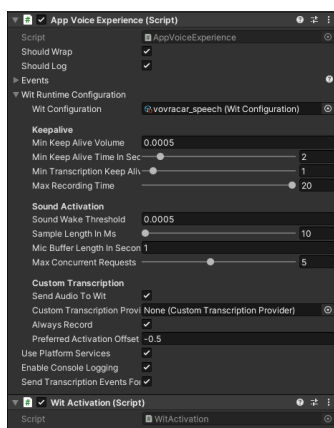 App Voice Experience (Script)
Script AppVoiceExperience
Should Wrap
Should Log
Events
Wit Runtime Configuration
Wit Configuration vovracar_speech (Wit Configuration)
Keepalive
Min Keep Alive Volume 0.0005
Min Keep Alive Time In Sec 2
Min Transcription Keep Aliv 1
Max Recording Time 20
Sound Activation
Sound Wake Threshold 0.0005
Sample Length In Ms 10
Mic Buffer Length In Secon 1
Max Concurrent Requests 5
Custom Transcription
Send Audio To Wit
Custom Transcription Provi None (Custom Transcription Provider)
Always Record
Preferred Activation Offset -0.5
Use Platform Services
Enable Console Logging
Send Transcription Events For
Wit Activation (Script)
Script WitActivation